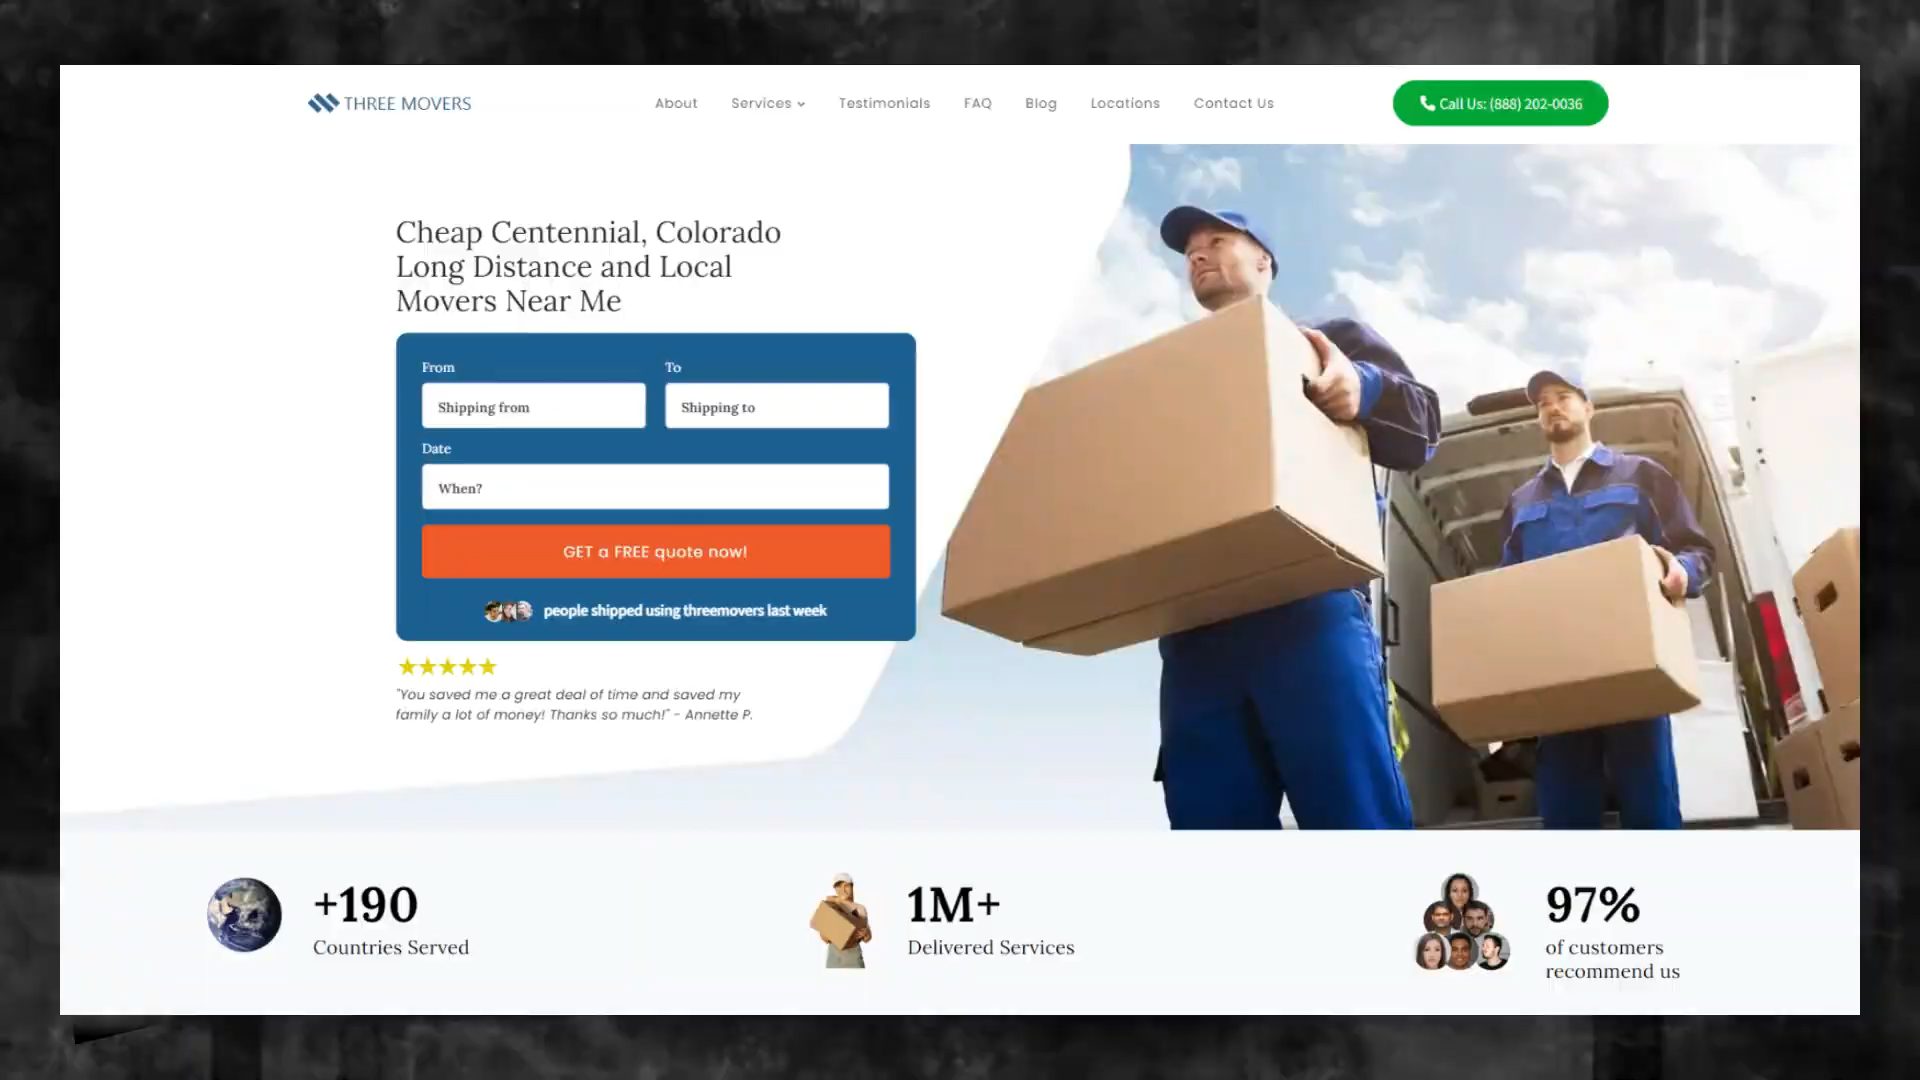 THREE MOVERS
About
Services
Testimonials
FAQ
Blog
Locations
Contact Us
Call Us: (888) 202-0036
Cheap Centennial, Colorado
Long Distance and Local
Movers Near Me
From
To
Shipping from
Shipping to
Date
When?
GET a FREE quote now!
people shipped using threemovers last week
"You saved me a great deal of time and saved my
family a lot of money! Thanks so much!" - Annette P.
+190
Countries Served
1M+
Delivered Services
97%
of customers
recommend us